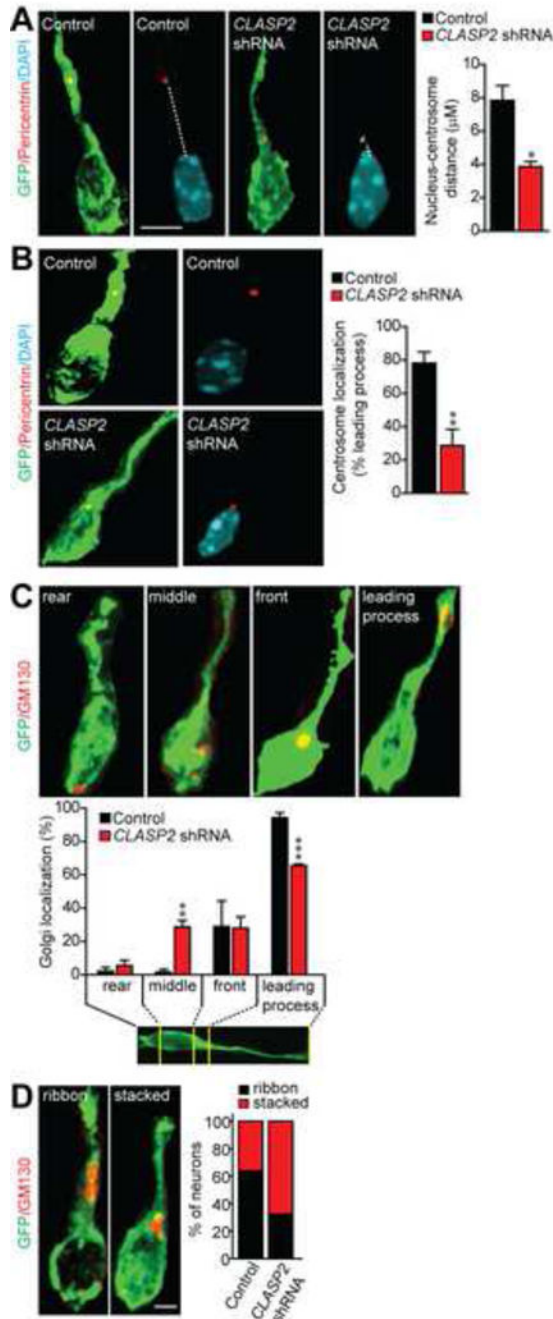 A
Control
Control
CLASP2
shRNA
CLASP2
shRNA
GFP/Pericentrin/DAPI
Control
CLASP2 shRNA
Nucleus-centrosome
distance (μM)
8
6
4
2
0
*
B
Control
Control
CLASP2
shRNA
CLASP2
shRNA
GFP/Pericentrin/DAPI
Control
CLASP2 shRNA
Centrosome localization
(% leading process)
80
60
40
20
0
**
C
rear
middle
front
leading
process
GFP/GM130
Control
CLASP2 shRNA
Golgi localization (%)
100
80
60
40
20
0
**
***
rear
middle
front
leading
process
D
ribbon
stacked
GFP/GM130
ribbon
stacked
% of neurons
100
80
60
40
20
0
Control
CLASP2
shRNA